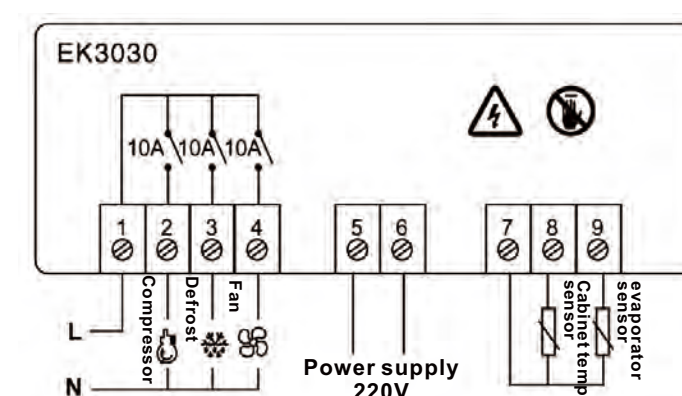 EK3030
10A 10A 10A
1 2 3 4 5 6 7 8 9
Compressor
Defrost
Fan
Cabinet temp
sensor
evaporator
sensor
L
N
Power supply
220V